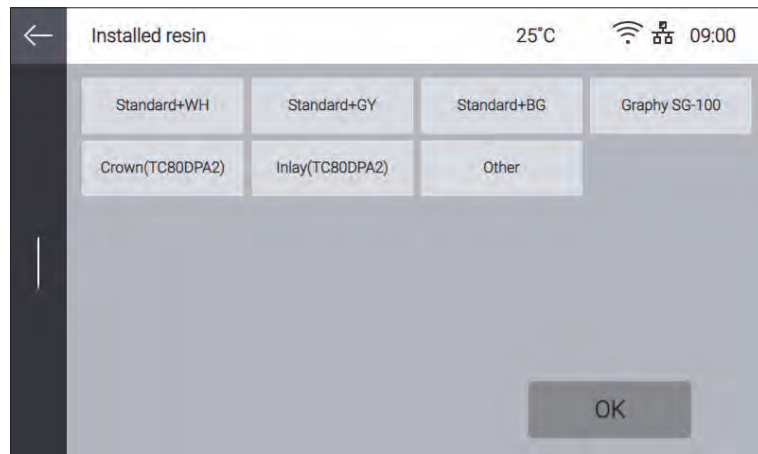 Installed resin 25°C 09:00
Standard+WH Standard+GY Standard+BG Graphy SG-100
Crown(TC80DPA2) Inlay(TC80DPA2) Other
OK